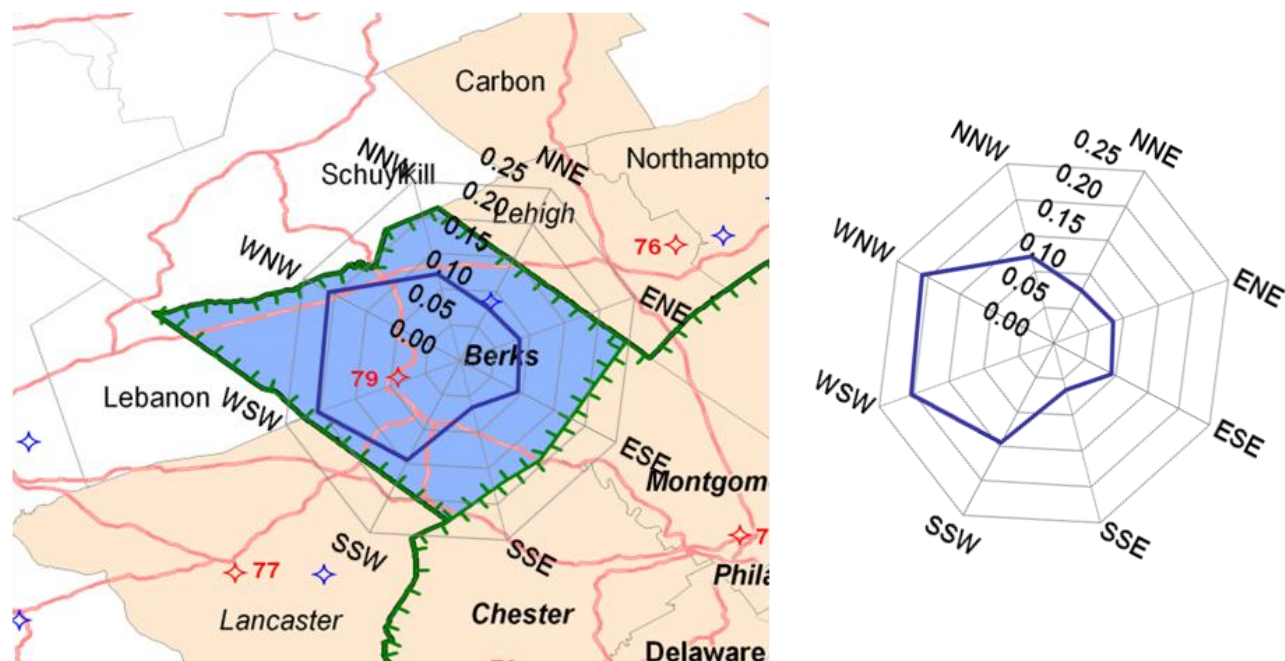 Carbon
NNW
NNE
0.25
Northampto
Schuylkill
0.20
Lehigh
0.15
76
WNW
0.10
ENE
0.05
0.00
Berks
79
Lebanon
WSW
ESE
Montgom
SSW
SSE
77
7
Phila
Lancaster
Chester
Delaware
NNW
0.25
NNE
0.20
0.15
WNW
0.10
0.05
ENE
0.00
WSW
ESE
SSW
SSE